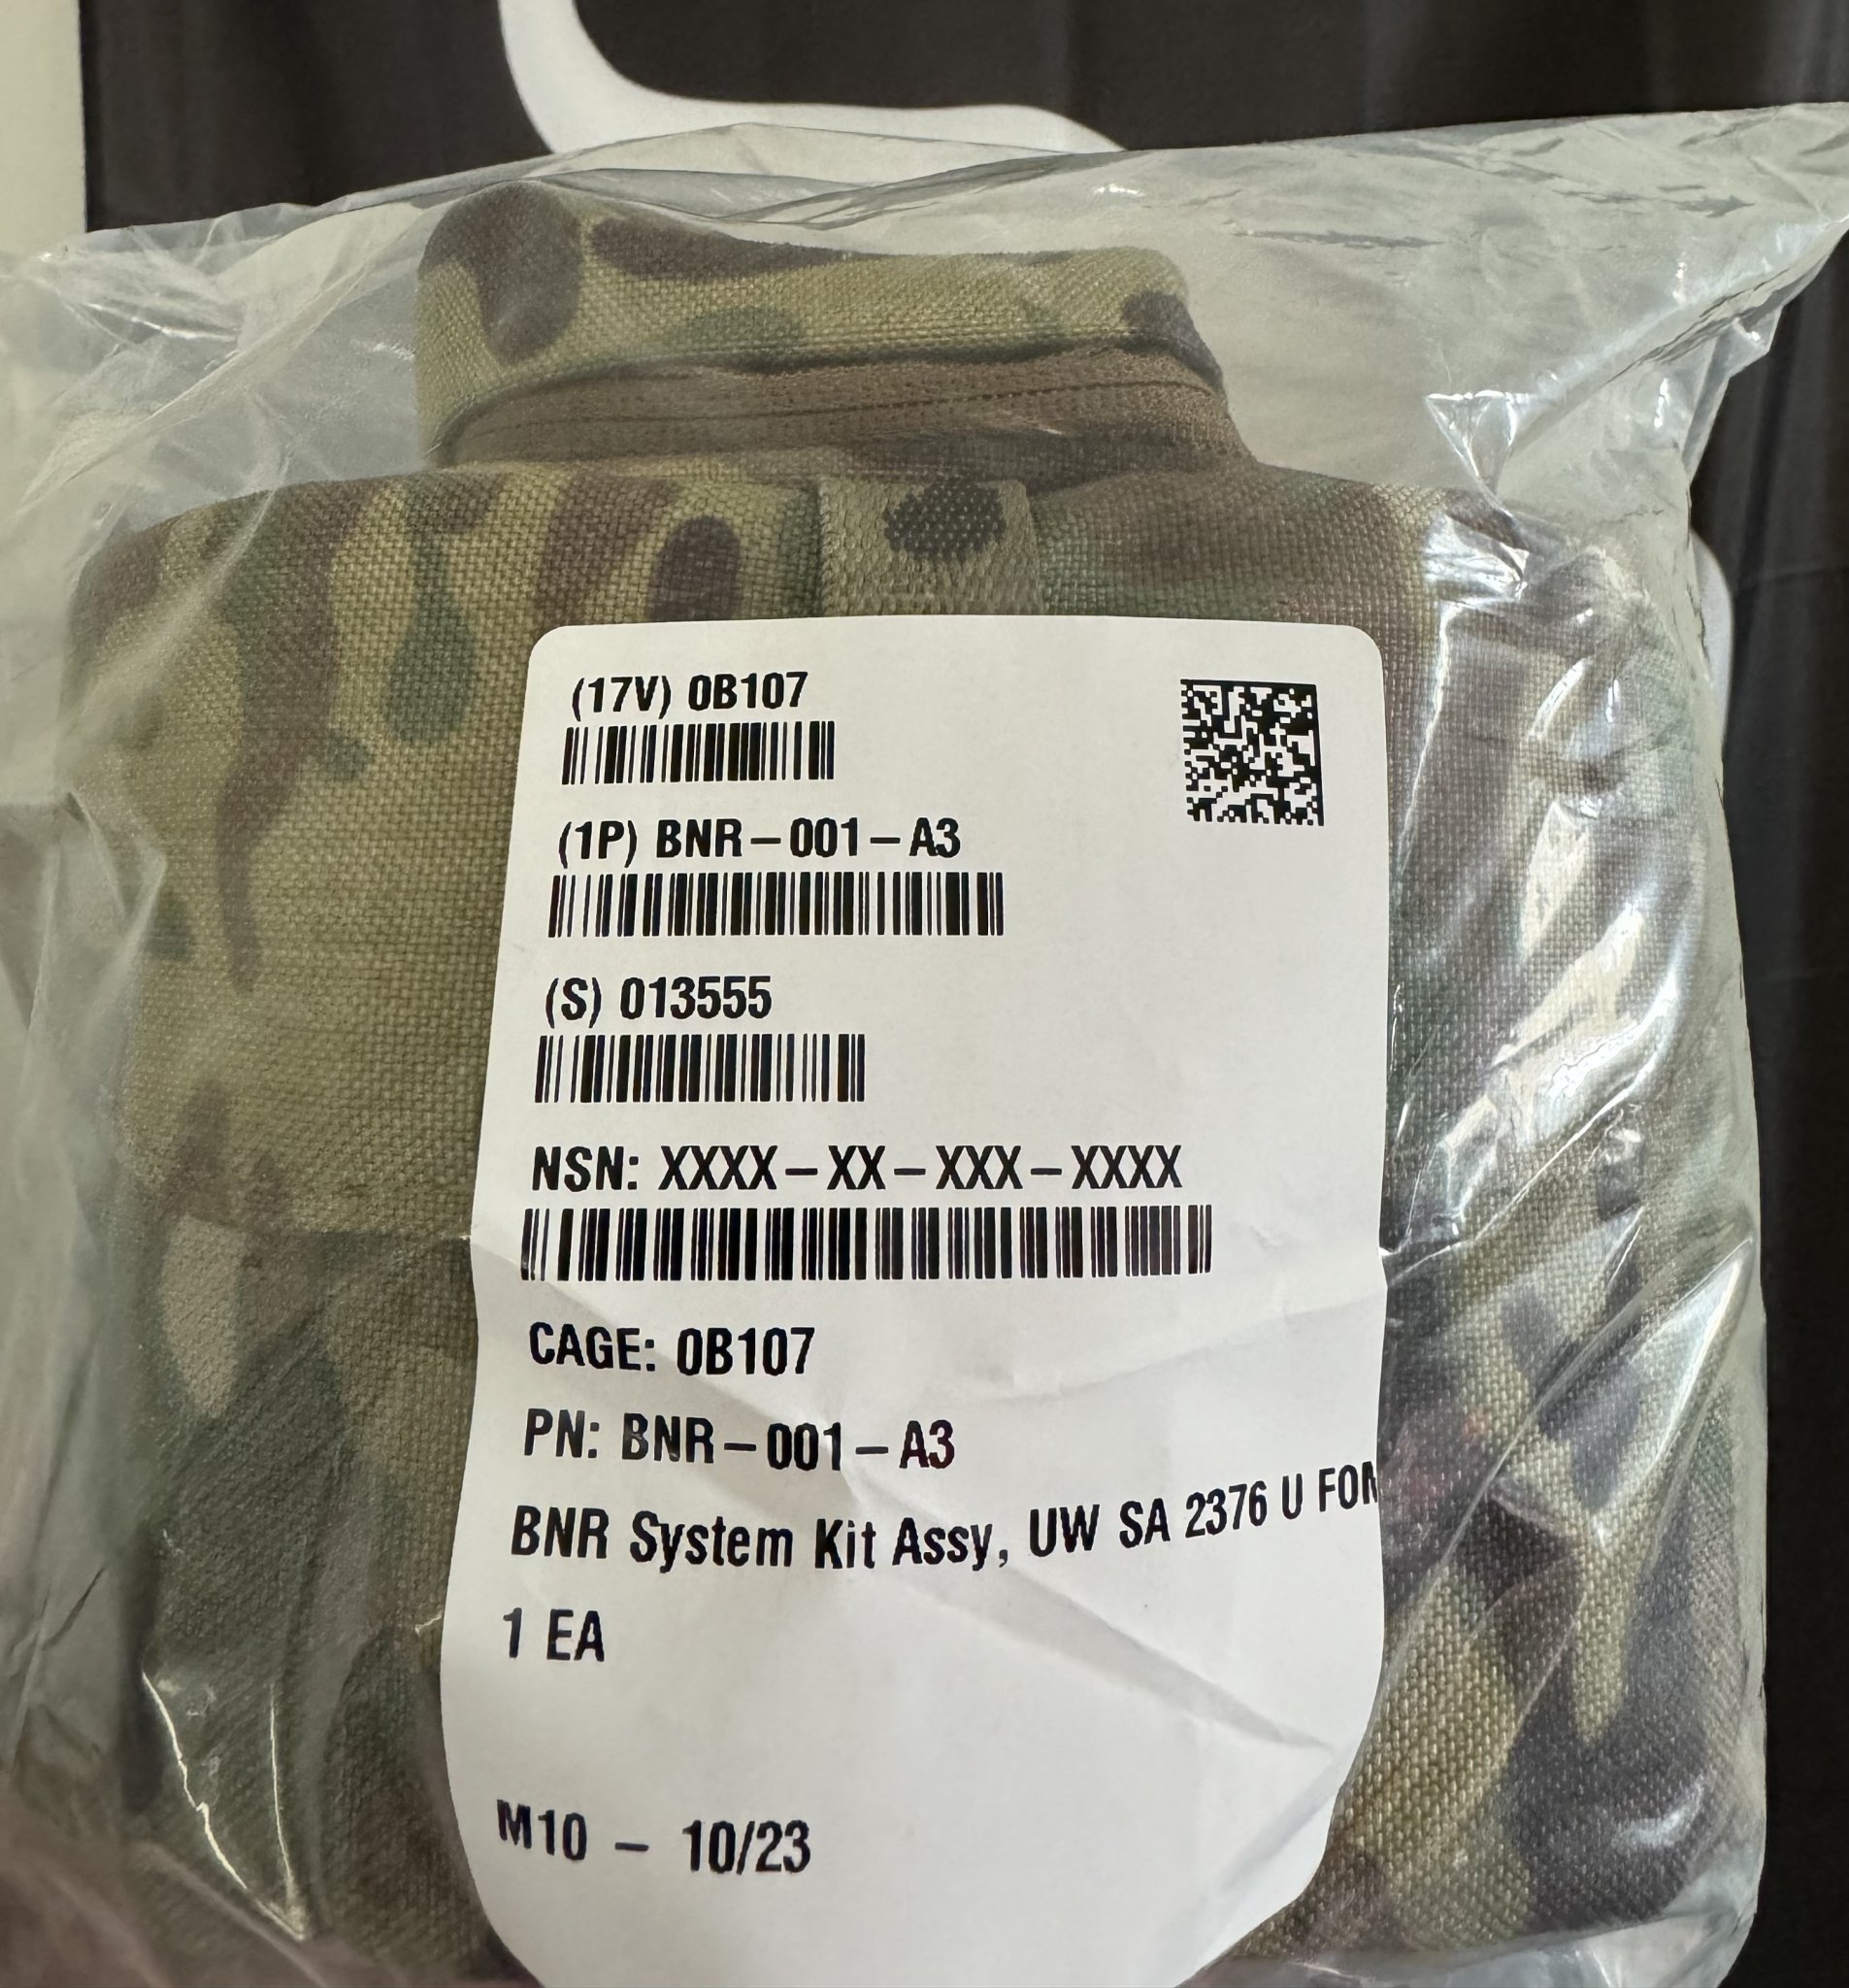 (17V) 0B107
(1P) BNR-001-A3
(S) 013555
NSN: XXXX-XX-XXX-XXXX
CAGE: 0B107
PN: BNR-001-A3
BNR System Kit Assy, UW SA 2376 U
1 EA
M10 - 10/23